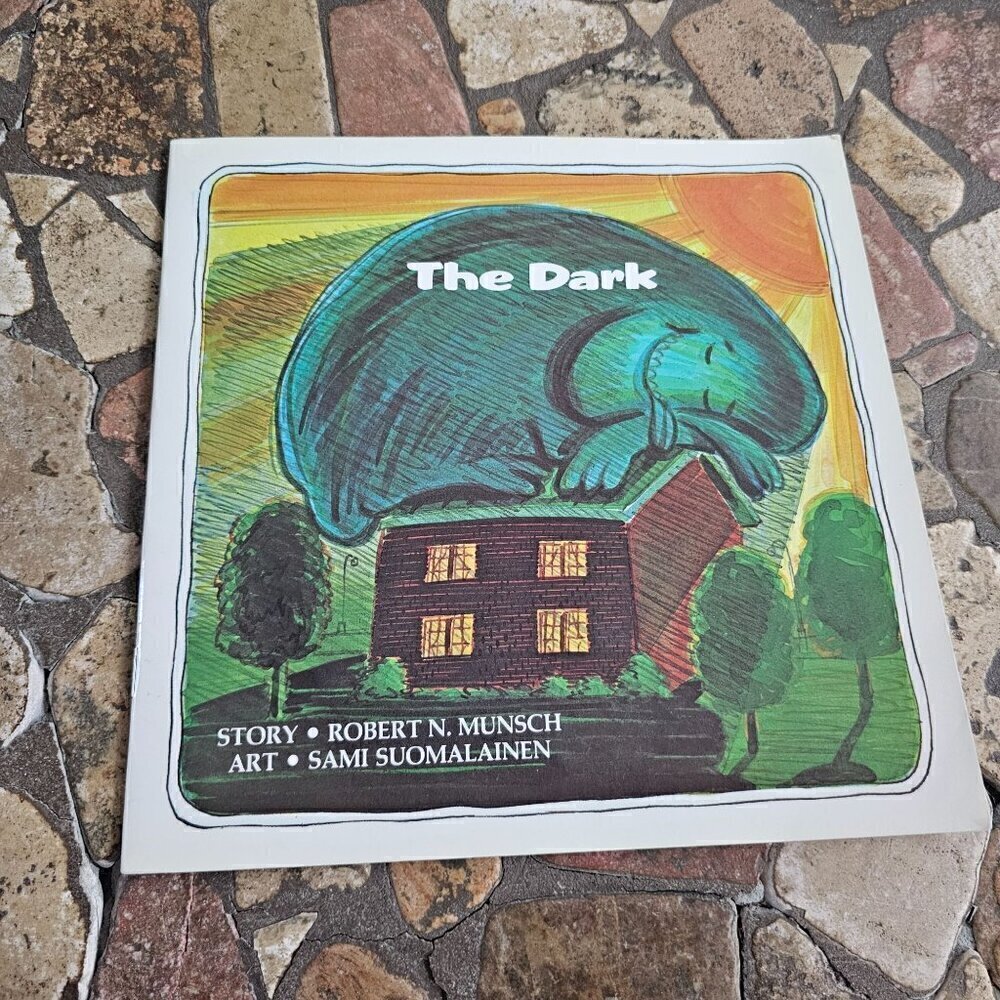 The Dark
STORY • ROBERT N. MUNSCH
ART • SAMI SUOMALAINEN